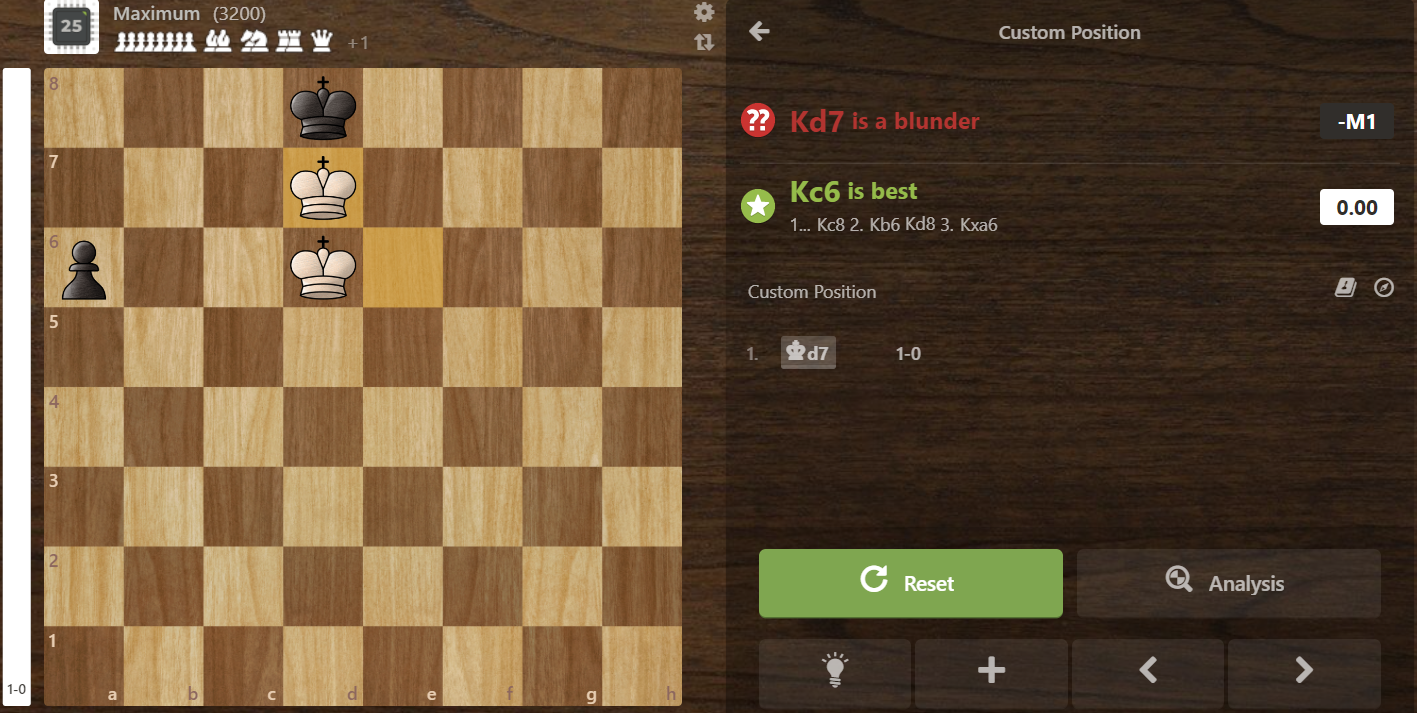 25
Maximum (3200)
+1
Custom Position
?? Kd7 is a blunder -M1
Kc6 is best 0.00
1... Kc8 2. Kb6 Kd8 3. Kxa6
Custom Position
1. d7 1-0
8
7
6
5
4
3
2
1
a b c d e f g h
1-0
Reset
Analysis